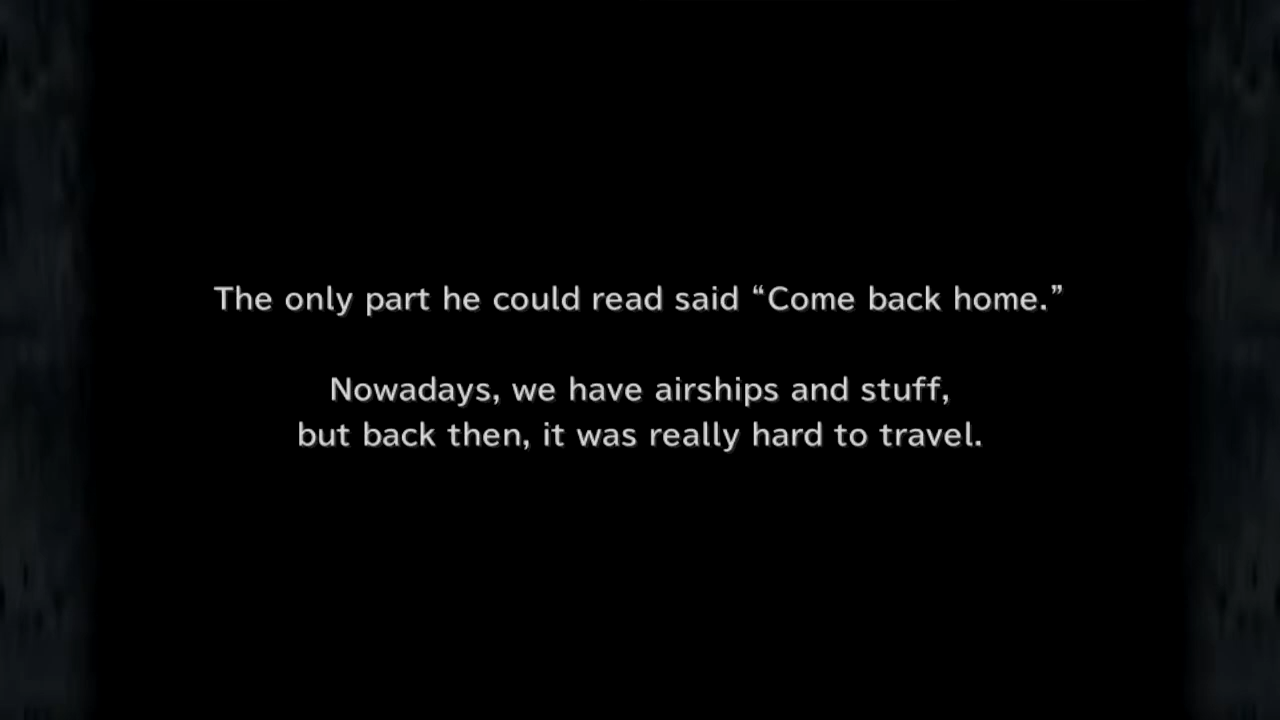 The only part he could read said “Come back home.”
Nowadays, we have airships and stuff,
but back then, it was really hard to travel.